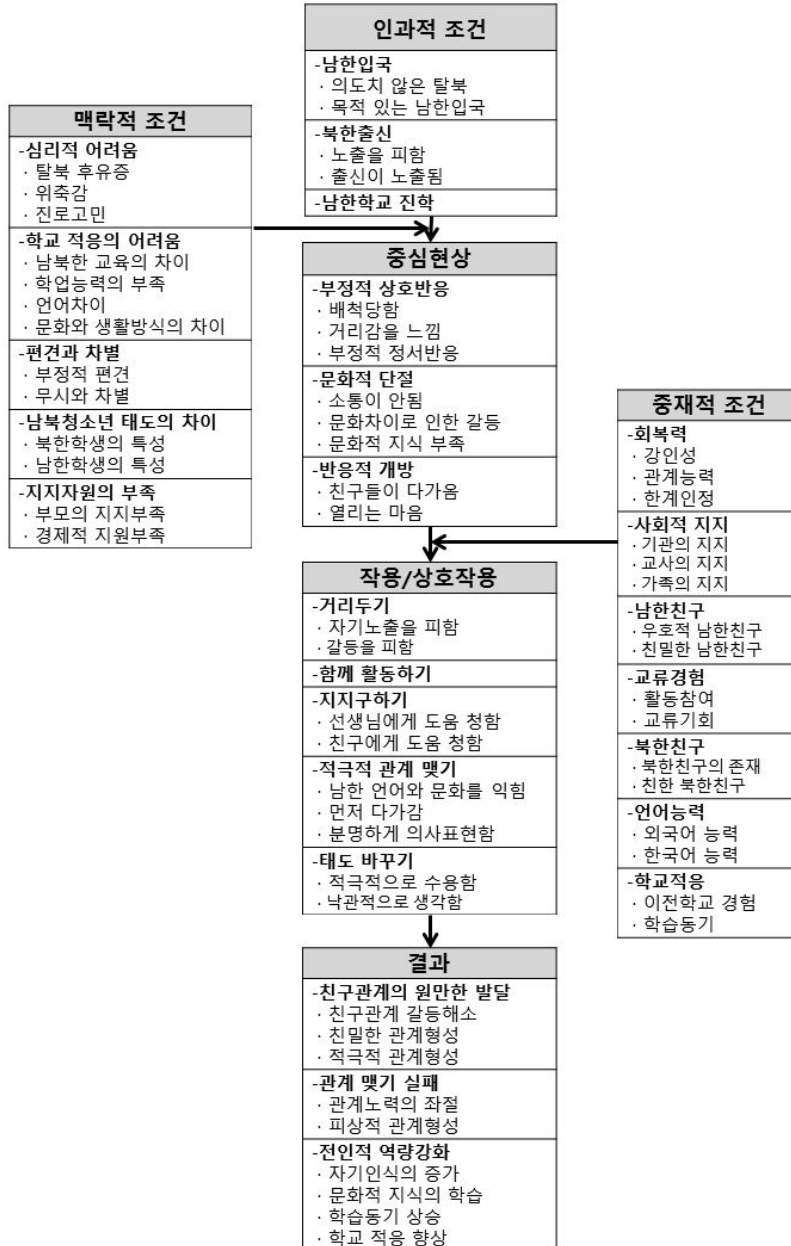 인과적 조건
-남한입국
· 의도치 않은 탈북
· 목적 있는 남한입국
-북한출신
· 노출을 피함
· 출신이 노출됨
-남한학교 진학
맥락적 조건
-심리적 어려움
· 탈북 후유증
· 위축감
· 진로고민
-학교 적응의 어려움
· 남북한 교육의 차이
· 학업능력의 부족
· 언어차이
· 문화와 생활방식의 차이
-편견과 차별
· 부정적 편견
· 무시와 차별
-남북청소년 태도의 차이
· 북한학생의 특성
· 남한학생의 특성
-지지자원의 부족
· 부모의 지지부족
· 경제적 지원부족
중심현상
-부정적 상호반응
· 배척당함
· 거리감을 느낌
· 부정적 정서반응
-문화적 단절
· 소통이 안됨
· 문화차이로 인한 갈등
· 문화적 지식 부족
-반응적 개방
· 친구들이 다가옴
· 열리는 마음
중재적 조건
-회복력
· 강인성
· 관계능력
· 한계인정
-사회적 지지
· 기관의 지지
· 교사의 지지
· 가족의 지지
-남한친구
· 우호적 남한친구
· 친밀한 남한친구
-교류경험
· 활동참여
· 교류기회
-북한친구
· 북한친구의 존재
· 친한 북한친구
-언어능력
· 외국어 능력
· 한국어 능력
-학교적응
· 이전학교 경험
· 학습동기
작용/상호작용
-거리두기
· 자기노출을 피함
· 갈등을 피함
-함께 활동하기
-지지구하기
· 선생님에게 도움 청함
· 친구에게 도움 청함
-적극적 관계 맺기
· 남한 언어와 문화를 익힘
· 먼저 다가감
· 분명하게 의사표현함
-태도 바꾸기
· 적극적으로 수용함
· 낙관적으로 생각함
결과
-친구관계의 원만한 발달
· 친구관계 갈등해소
· 친밀한 관계형성
· 적극적 관계형성
-관계 맺기 실패
· 관계노력의 좌절
· 피상적 관계형성
-전인적 역량강화
· 자기인식의 증가
· 문화적 지식의 학습
· 학습동기 상승
· 학교 적응 향상